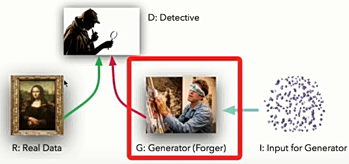 D: Detective
R: Real Data
G: Generator (Forger)
I: Input for Generator